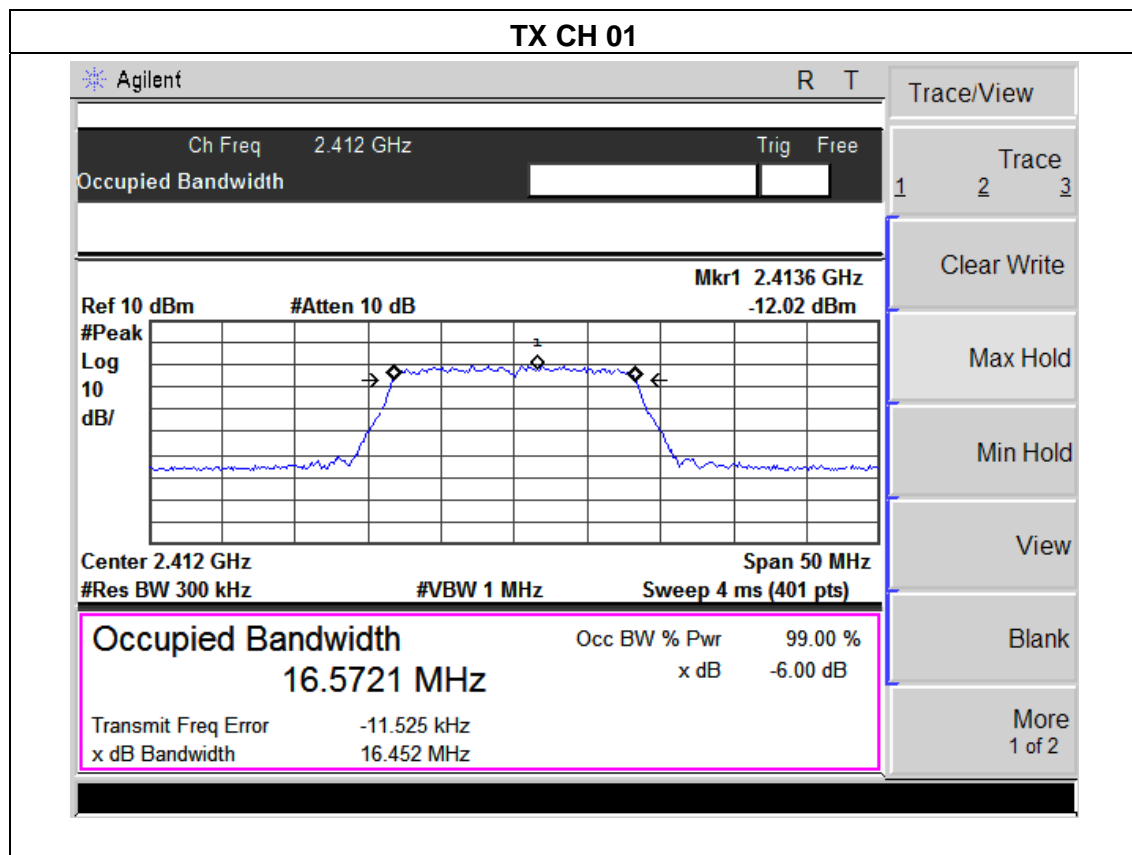 TX CH 01
Agilent R T
Trace/View
Ch Freq 2.412 GHz Trig Free
Occupied Bandwidth
Trace
1 2 3
Clear Write
Mkr1 2.4136 GHz
Ref 10 dBm #Atten 10 dB -12.02 dBm
#Peak
Log
10
dB/
1
Max Hold
Min Hold
Center 2.412 GHz Span 50 MHz
#Res BW 300 kHz #VBW 1 MHz Sweep 4 ms (401 pts)
View
Occupied Bandwidth Occ BW % Pwr 99.00 %
16.5721 MHz x dB -6.00 dB
Blank
Transmit Freq Error -11.525 kHz
x dB Bandwidth 16.452 MHz
More
1 of 2